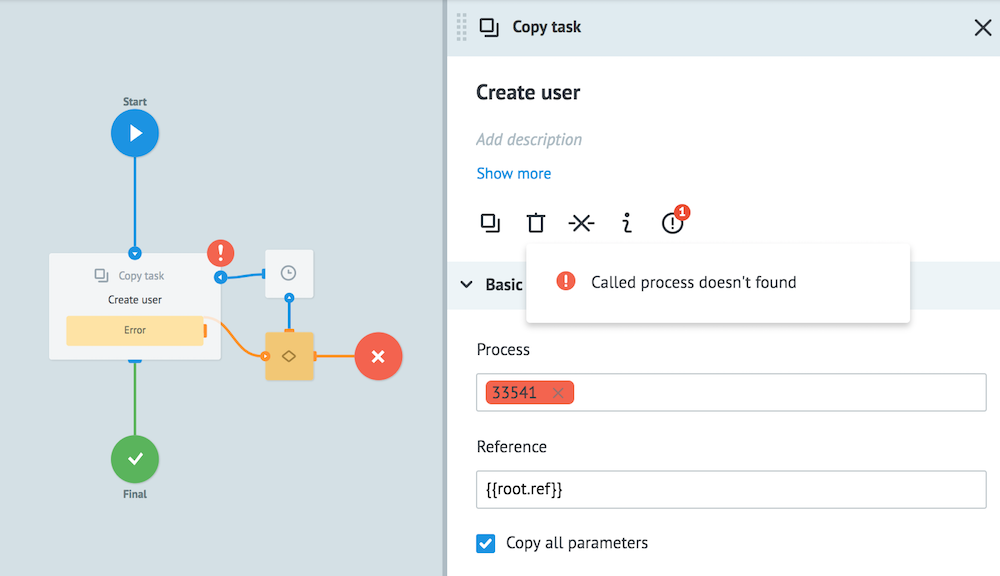 Start
Copy task
Create user
Error
Final
Copy task
Create user
Add description
Show more
1
Called process doesn't found
Basic
Process
33541
Reference
{{root.ref}}
Copy all parameters